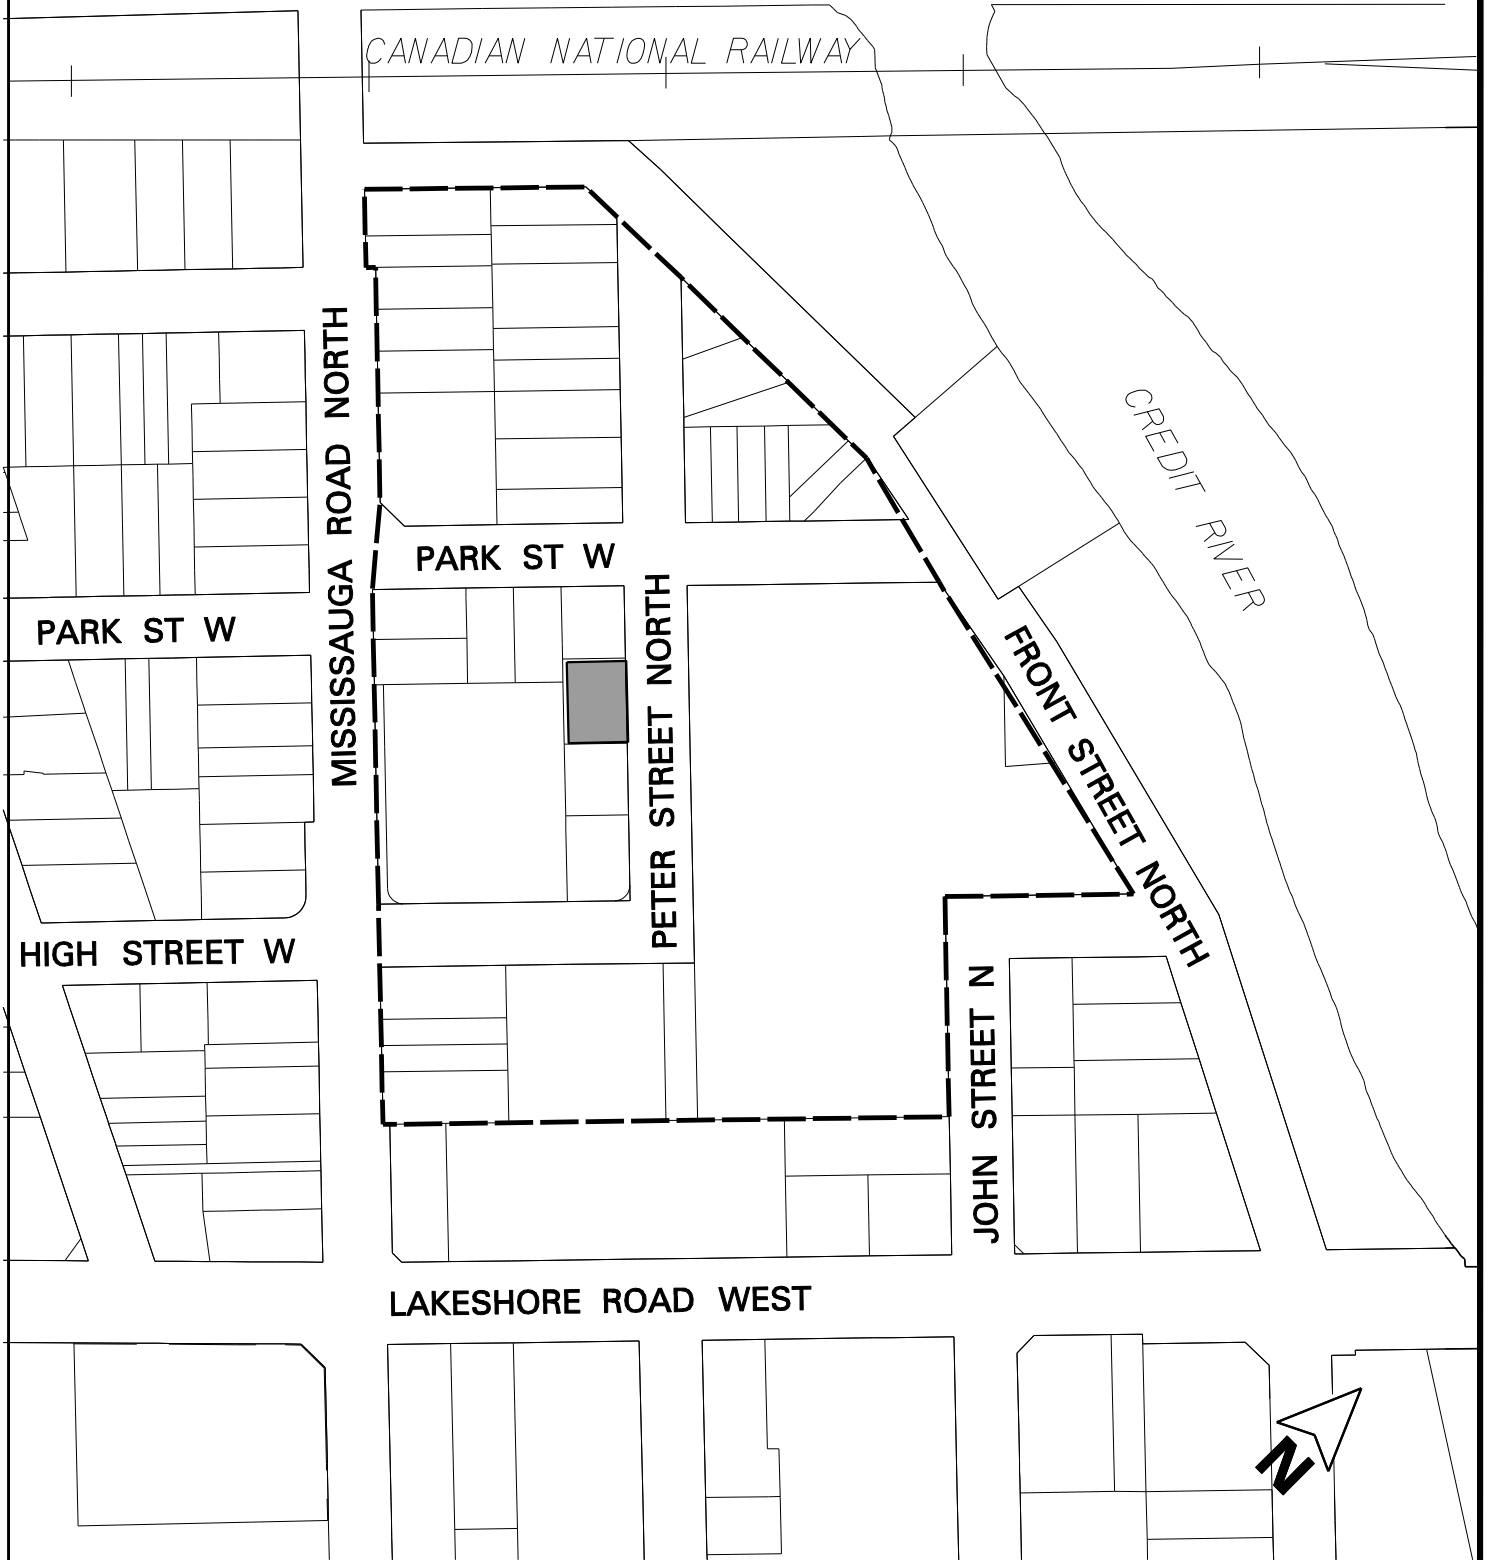 CANADIAN NATIONAL RAILWAY
MISSISSAUGA ROAD NORTH
CREDIT RIVER
PARK ST W
PARK ST W
PETER STREET NORTH
FRONT STREET NORTH
HIGH STREET W
JOHN STREET N
LAKESHORE ROAD WEST
N